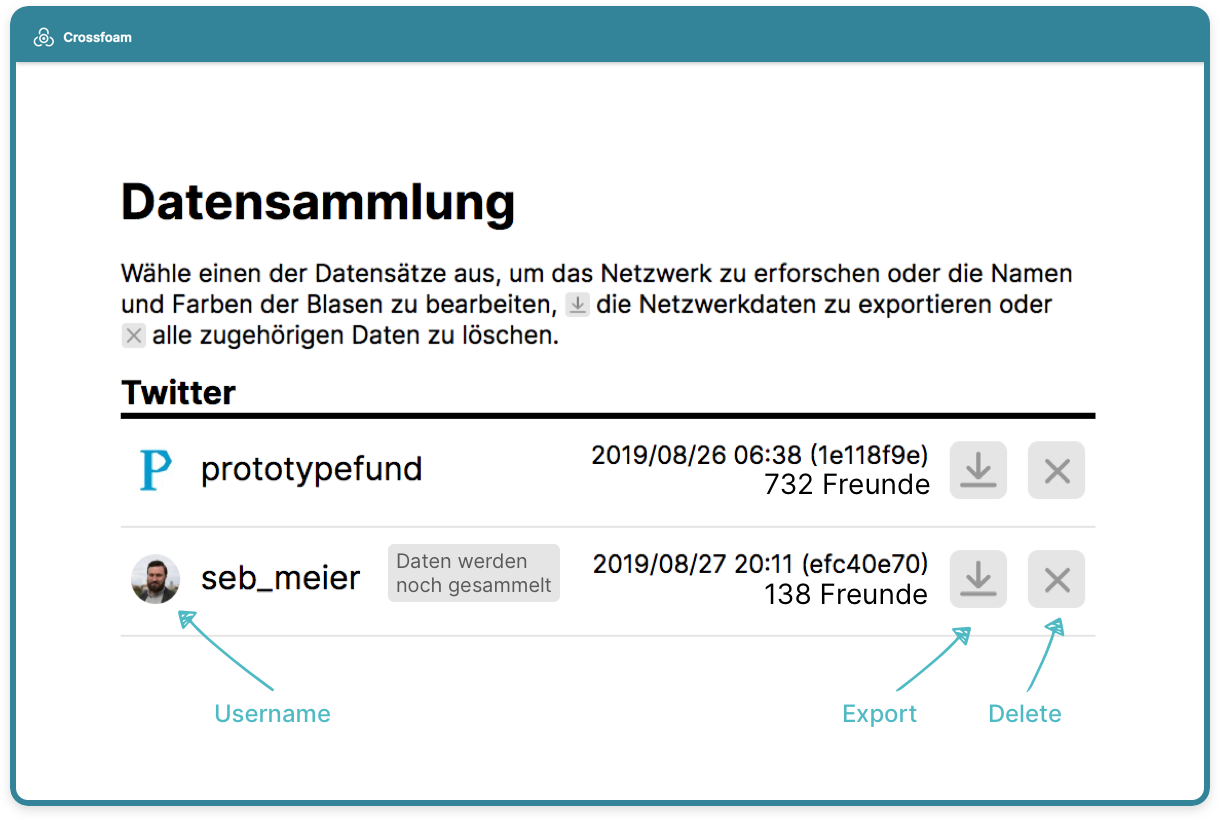 Crossfoam
Datensammlung
Wähle einen der Datensätze aus, um das Netzwerk zu erforschen oder die Namen
und Farben der Blasen zu bearbeiten, die Netzwerkdaten zu exportieren oder
alle zugehörigen Daten zu löschen.
Twitter
P
prototypefund
2019/08/26 06:38 (1e118f9e)
732 Freunde
seb_meier
Daten werden
noch gesammelt
2019/08/27 20:11 (efc40e70)
138 Freunde
Username
Export
Delete